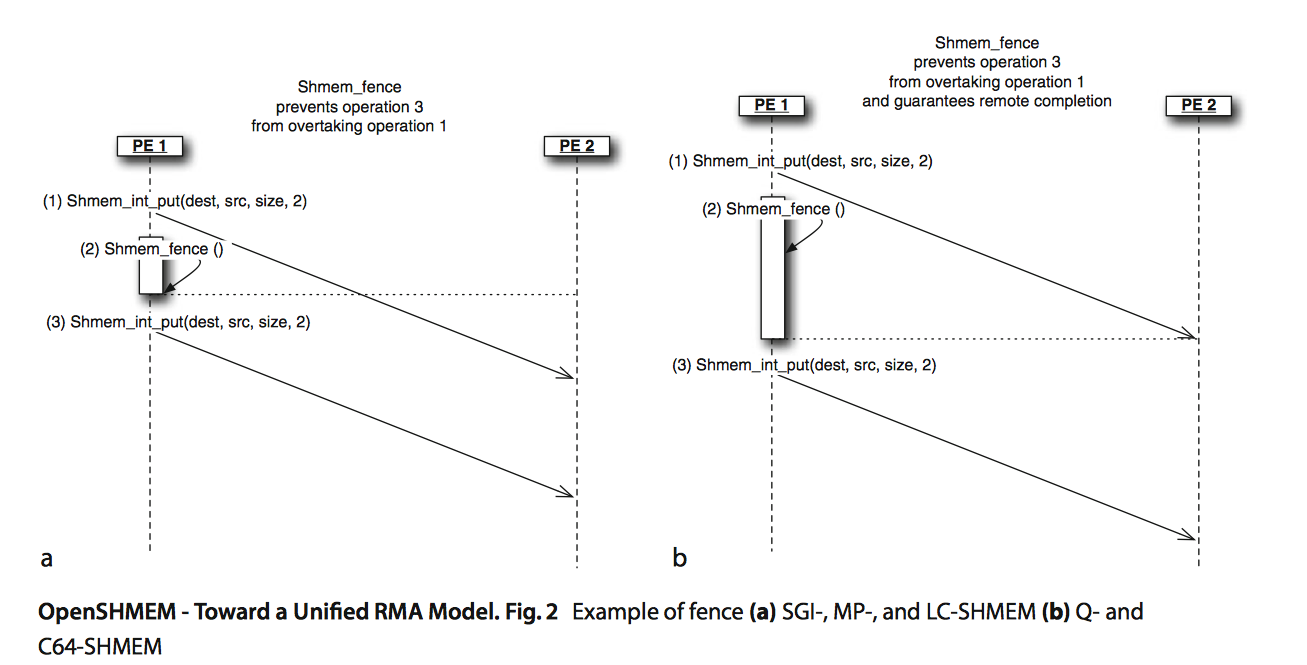 Shmem_fence
prevents operation 3
from overtaking operation 1
PE 1
PE 2
(1) Shmem_int_put(dest, src, size, 2)
(2) Shmem_fence ()
(3) Shmem_int_put(dest, src, size, 2)
a
Shmem_fence
prevents operation 3
from overtaking operation 1
and guarantees remote completion
PE 1
PE 2
(1) Shmem_int_put(dest, src, size, 2)
(2) Shmem_fence ()
(3) Shmem_int_put(dest, src, size, 2)
b
OpenSHMEM - Toward a Unified RMA Model. Fig. 2 Example of fence (a) SGI-, MP-, and LC-SHMEM (b) Q- and
C64-SHMEM